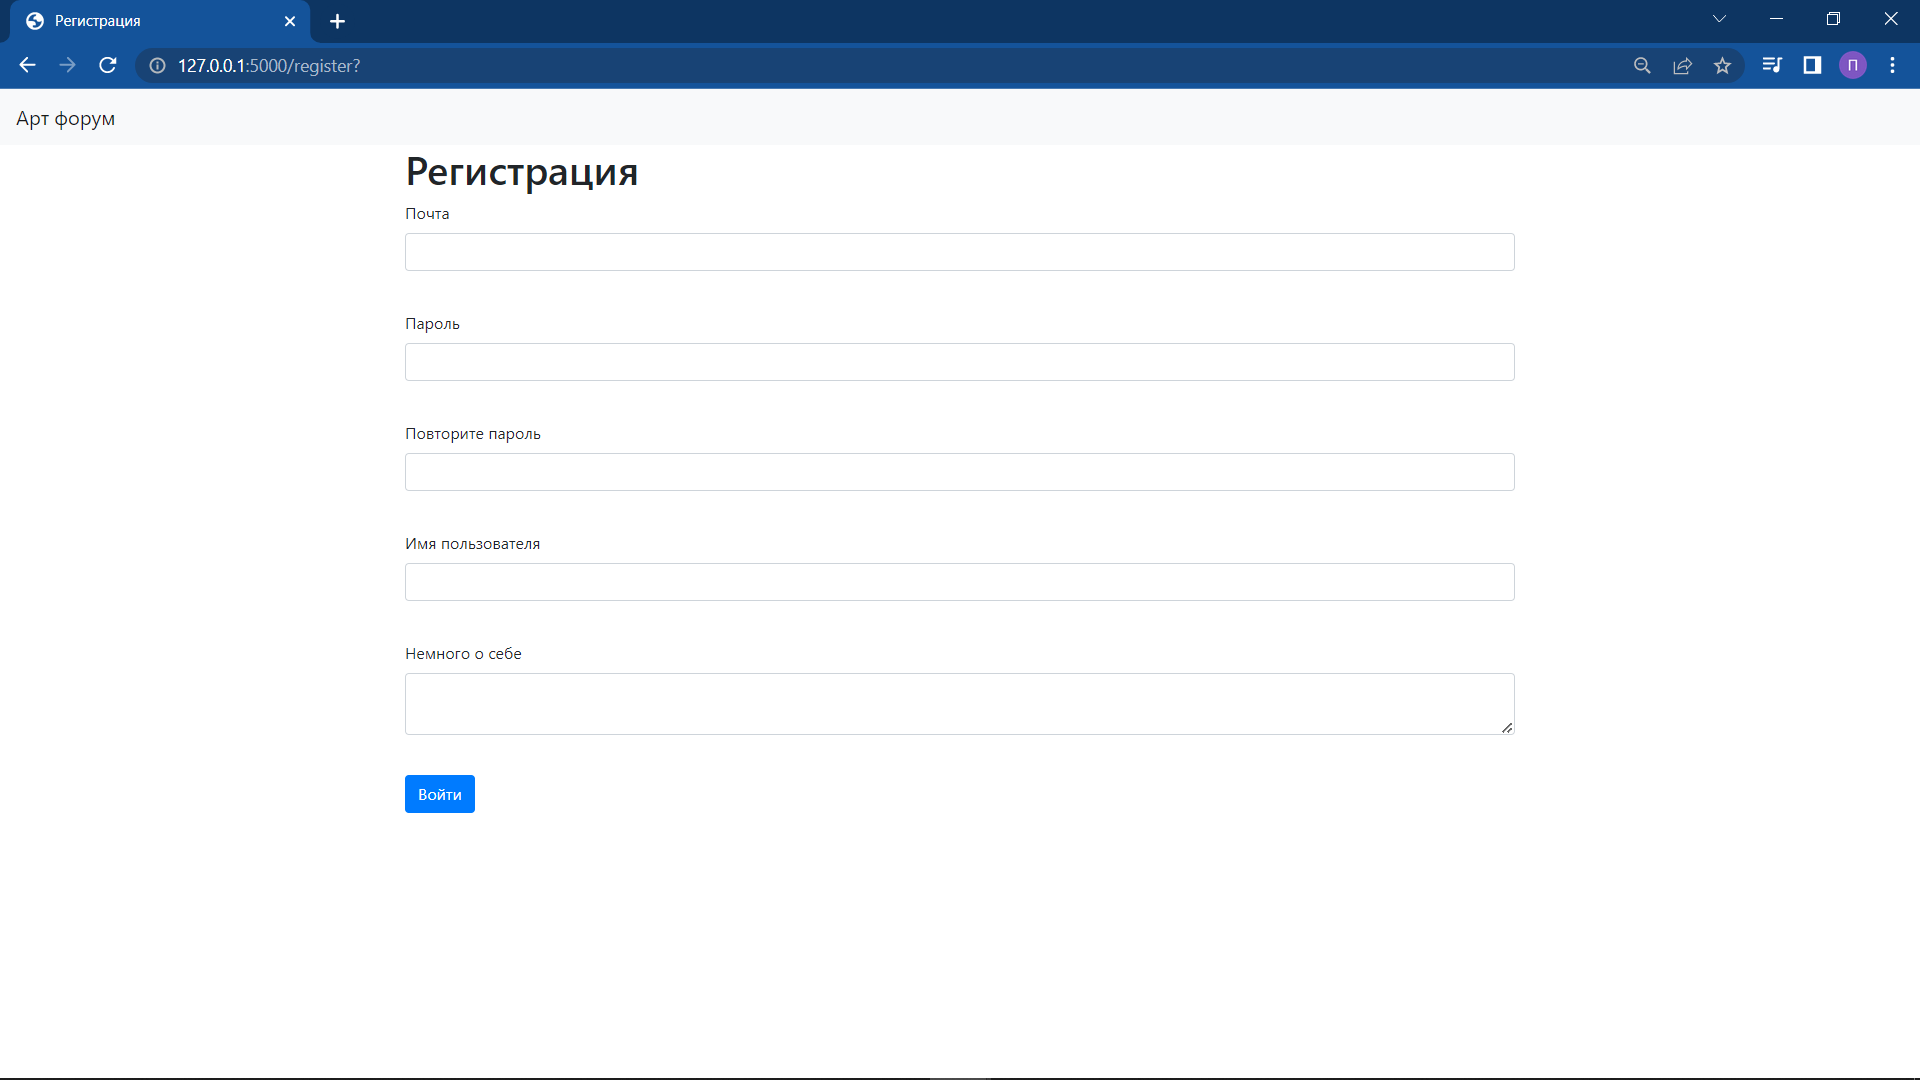 Регистрация
127.0.0.1:5000/register?
П
Арт форум
Регистрация
Почта
Пароль
Повторите пароль
Имя пользователя
Немного о себе
Войти